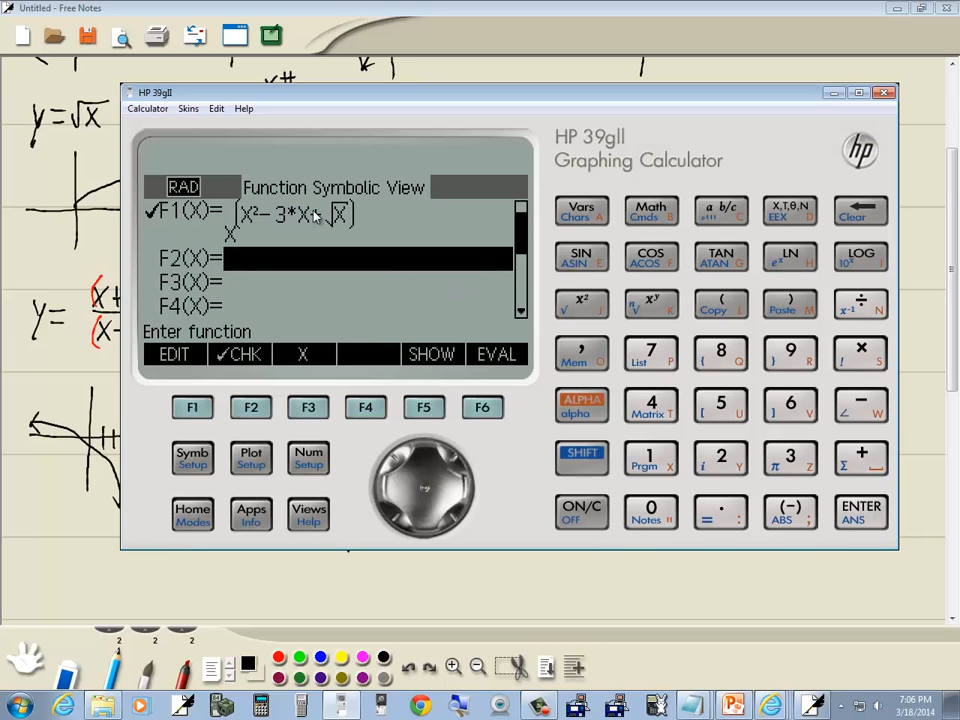 Untitled - Free Notes
y = √x
y =
HP 39gII
Calculator Skins Edit Help
HP 39gII
Graphing Calculator
hp
RAD Function Symbolic View
✓F1(X)= (X²− 3*X+ √X)
X
F2(X)=
F3(X)=
F4(X)=
Enter function
EDIT ✓CHK X SHOW EVAL
F1 F2 F3 F4 F5 F6
Symb Setup Plot Setup Num Setup
Home Modes Apps Info Views Help
Vars Chars A Math Cmds B a b/c C X,T,θ,N EEX D Clear
SIN ASIN E COS ACOS F TAN ATAN G LN eˣ H LOG 10ˣ I
x² √ J xʸ ⁿ√ K ( Copy L ) Paste M ÷ x⁻¹ N
, Mem O 7 List P 8 { Q 9 } R × ! S
ALPHA alpha 4 Matrix T 5 [ U 6 ] V − ∠ W
SHIFT 1 Prgm X 2 i Y 3 π Z + Σ
ON/C OFF 0 Notes " . = : (−) ABS ; ENTER ANS
2 2 2
7:06 PM
3/18/2014